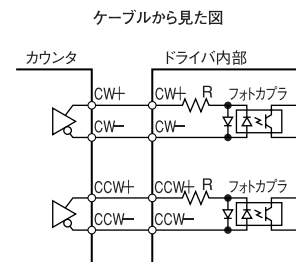 ケーブルから見た図
カウンタ ドライバ内部
CW+ CW+ R フォトカプラ
CW− CW−
CCW+ CCW+ R フォトカプラ
CCW− CCW−